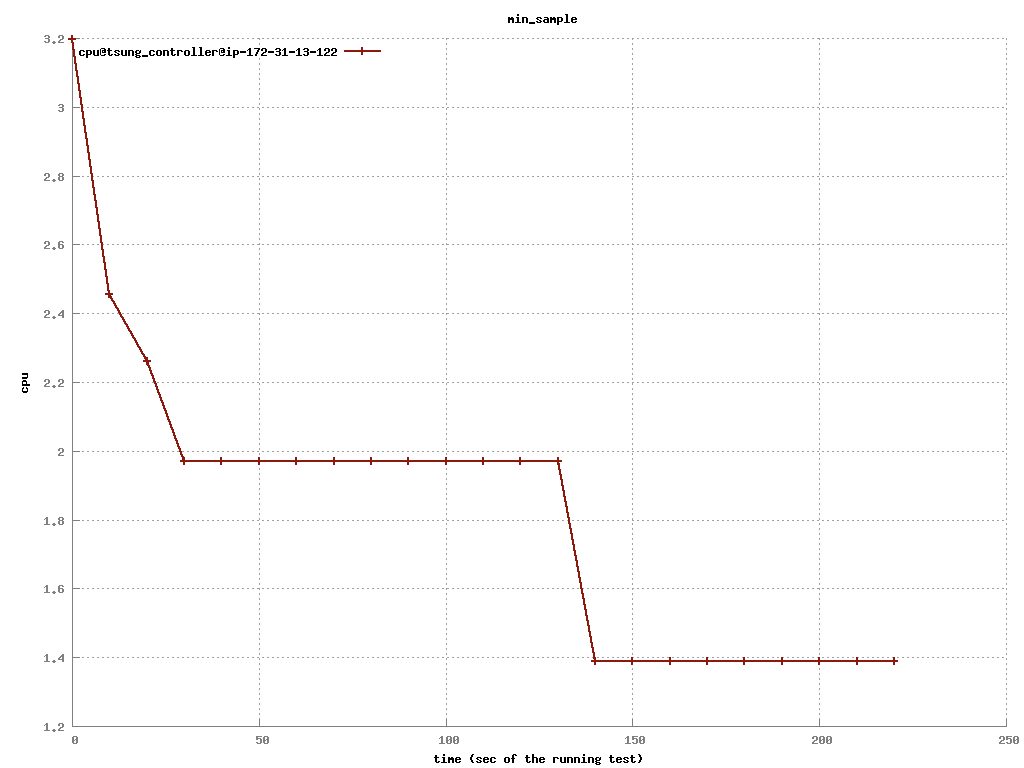 min_sample
3.2
cpu@tsung_controller@ip-172-31-13-122
3
2.8
2.6
2.4
2.2
cpu
2
1.8
1.6
1.4
1.2
0 50 100 150 200 250
time (sec of the running test)